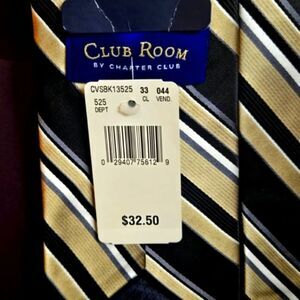 CLUB ROOM
BY CHARTER CLUB
CVSBK13525 33 044
525 CL VEND.
DEPT
0 29407 75612 9
$32.50